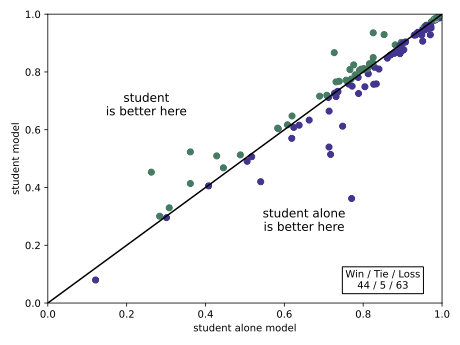 1.0
0.8
0.6
0.4
0.2
0.0
student model
student
is better here
student alone
is better here
Win / Tie / Loss
44 / 5 / 63
0.0 0.2 0.4 0.6 0.8 1.0
student alone model